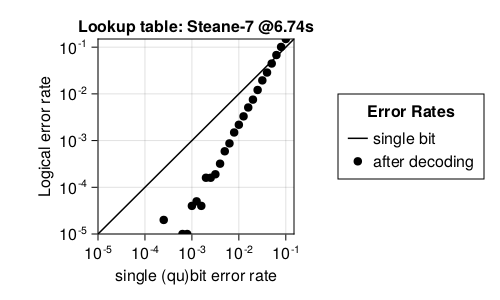 Lookup table: Steane-7 @6.74s
Logical error rate
10⁻¹
10⁻²
10⁻³
10⁻⁴
10⁻⁵
10⁻⁵ 10⁻⁴ 10⁻³ 10⁻² 10⁻¹
single (qu)bit error rate
Error Rates
single bit
after decoding